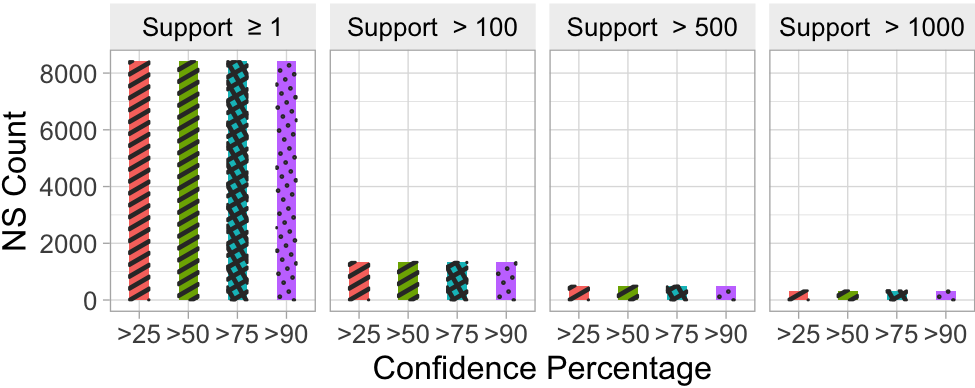 Support ≥ 1
Support > 100
Support > 500
Support > 1000
NS Count
8000
6000
4000
2000
0
>25 >50 >75 >90
>25 >50 >75 >90
>25 >50 >75 >90
>25 >50 >75 >90
Confidence Percentage